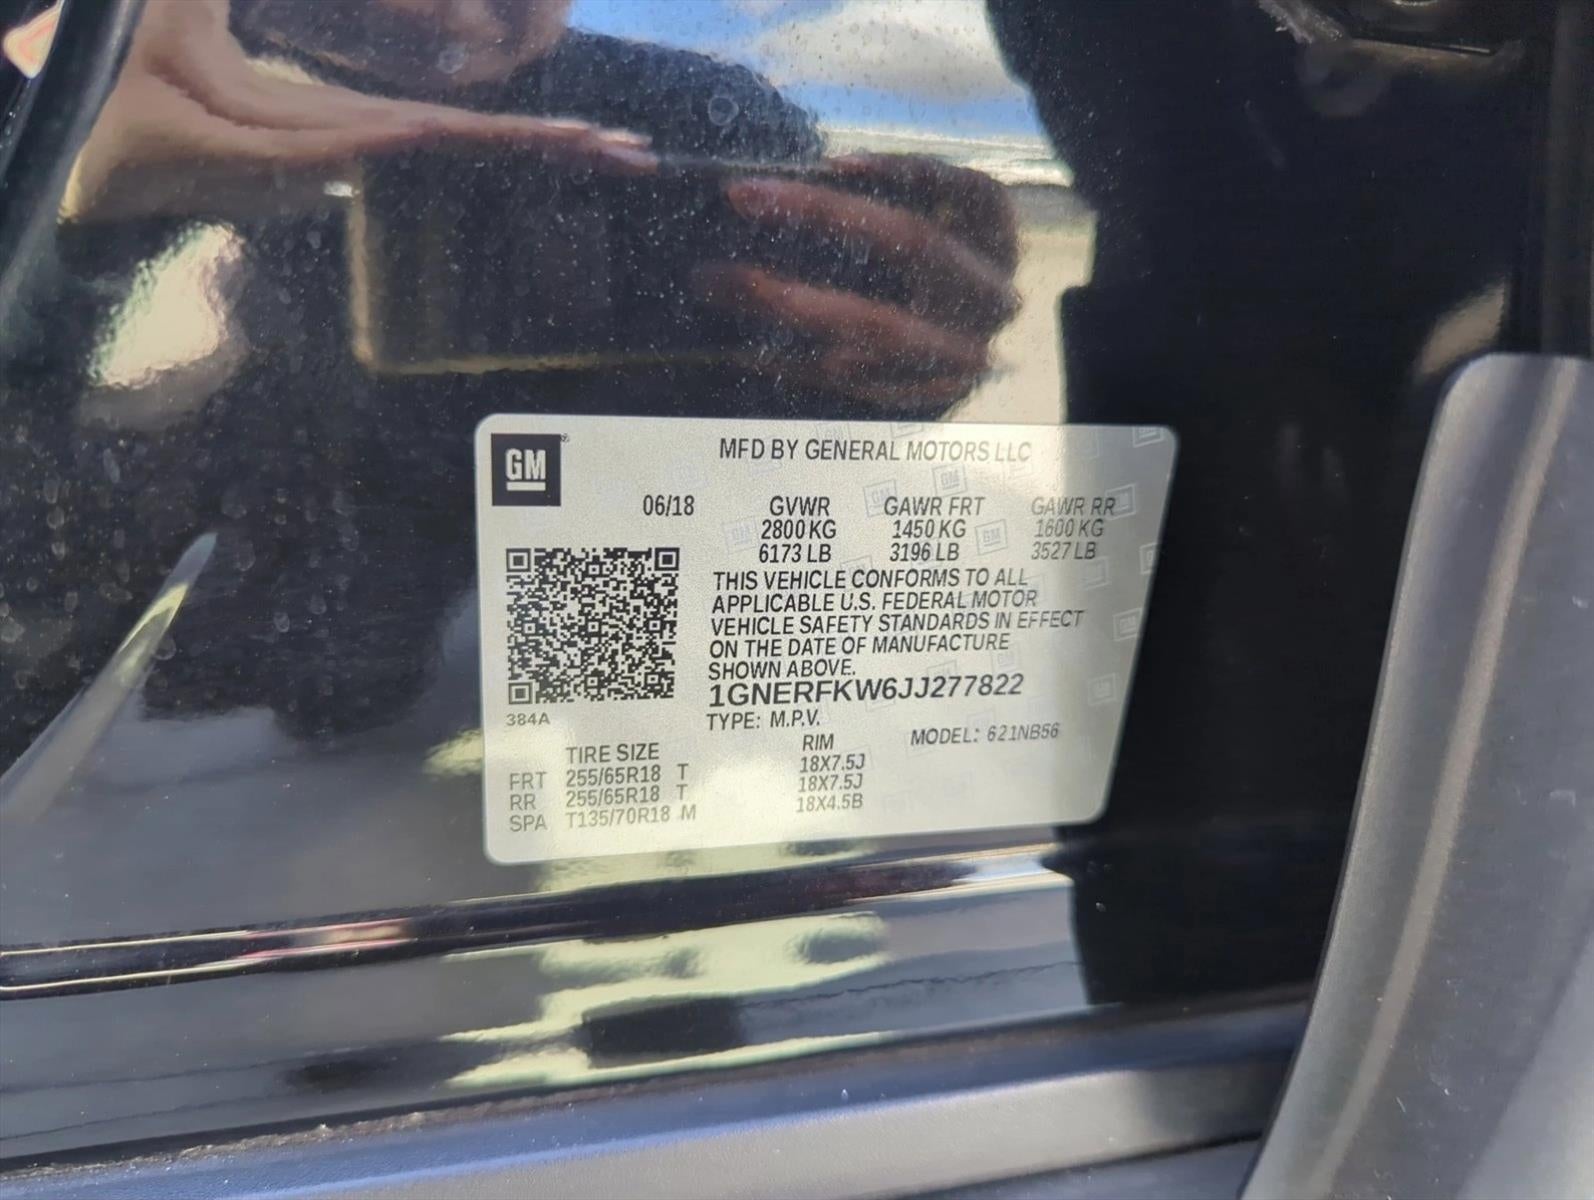 GM
MFD BY GENERAL MOTORS LLC
06/18 GVWR GAWR FRT GAWR RR
2800 KG 1450 KG 1600 KG
6173 LB 3196 LB 3527 LB
THIS VEHICLE CONFORMS TO ALL
APPLICABLE U.S. FEDERAL MOTOR
VEHICLE SAFETY STANDARDS IN EFFECT
ON THE DATE OF MANUFACTURE
SHOWN ABOVE.
1GNERFKW6JJ277822
384A
TYPE: M.P.V. MODEL: 621NB56
TIRE SIZE RIM
FRT 255/65R18 T 18X7.5J
RR 255/65R18 T 18X7.5J
SPA T135/70R18 M 18X4.5B